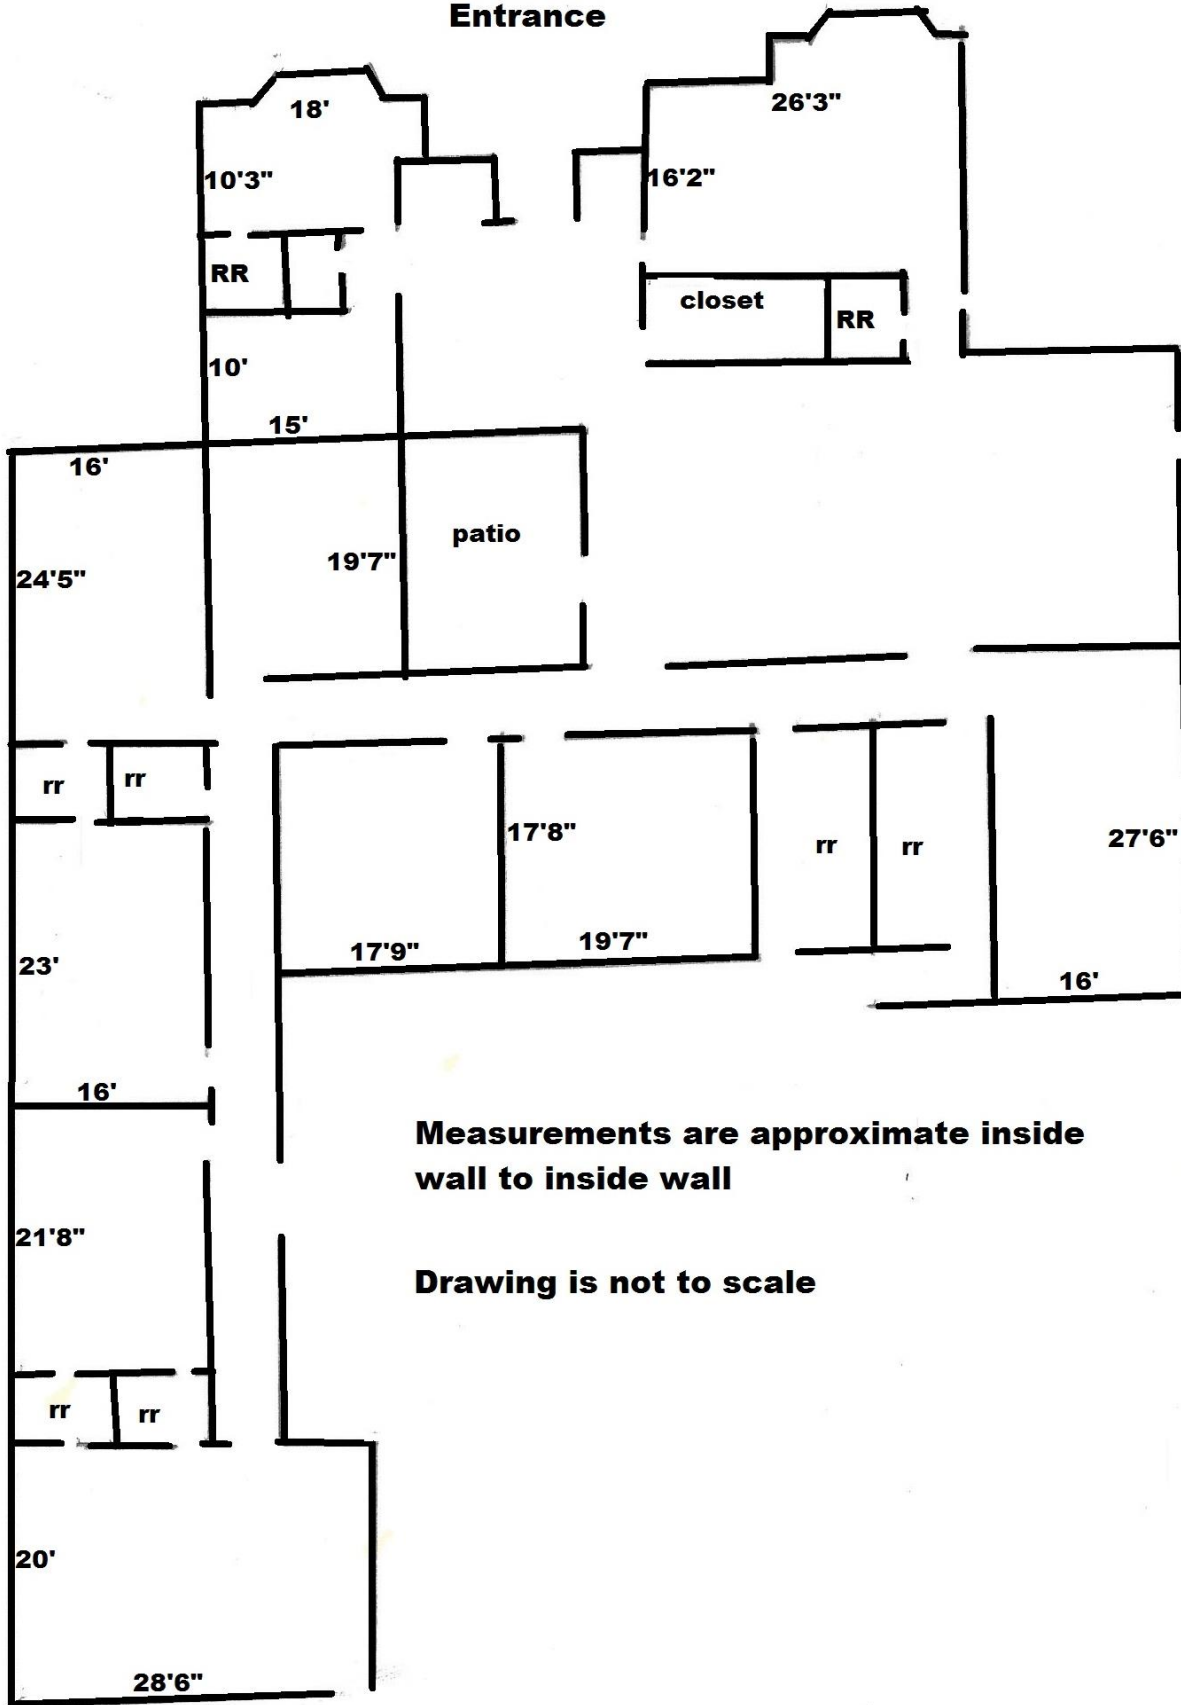 Entrance
18'
26'3"
10'3"
16'2"
RR
closet
RR
10'
15'
16'
patio
19'7"
24'5"
rr
rr
17'8"
27'6"
rr
rr
17'9"
19'7"
23'
16'
16'
Measurements are approximate inside
wall to inside wall
21'8"
Drawing is not to scale
rr
rr
20'
28'6"